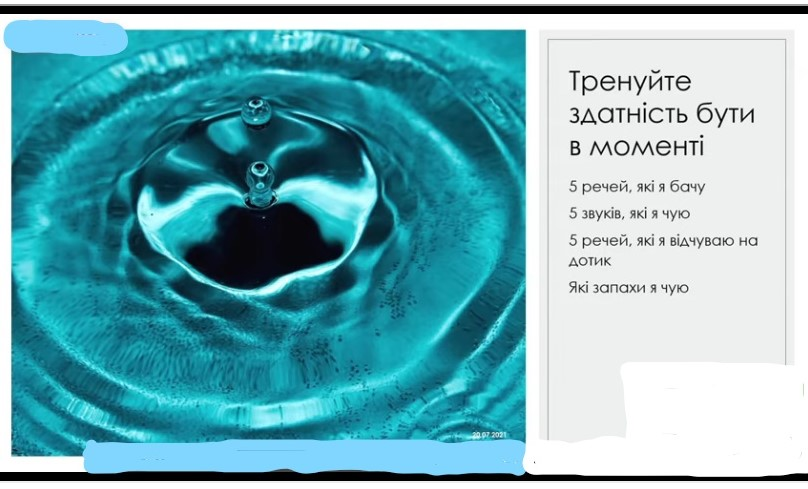 Тренуйте
здатність бути
в моменті
5 речей, які я бачу
5 звуків, які я чую
5 речей, які я відчуваю на
дотик
Які запахи я чую
20.07.2021